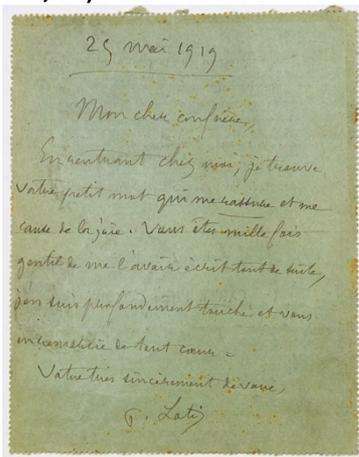 25 mai 1919
Mon cher confrère,
En rentrant chez moi, je trouve
votre petit mot qui me rassure et me
cause de la joie. Vous êtes mille fois
gentil de me l'avoir écrit tout de suite,
j'en suis profondément touché et vous
en remercie de tout cœur =
Votre très sincèrement dévoué,
P. Loti